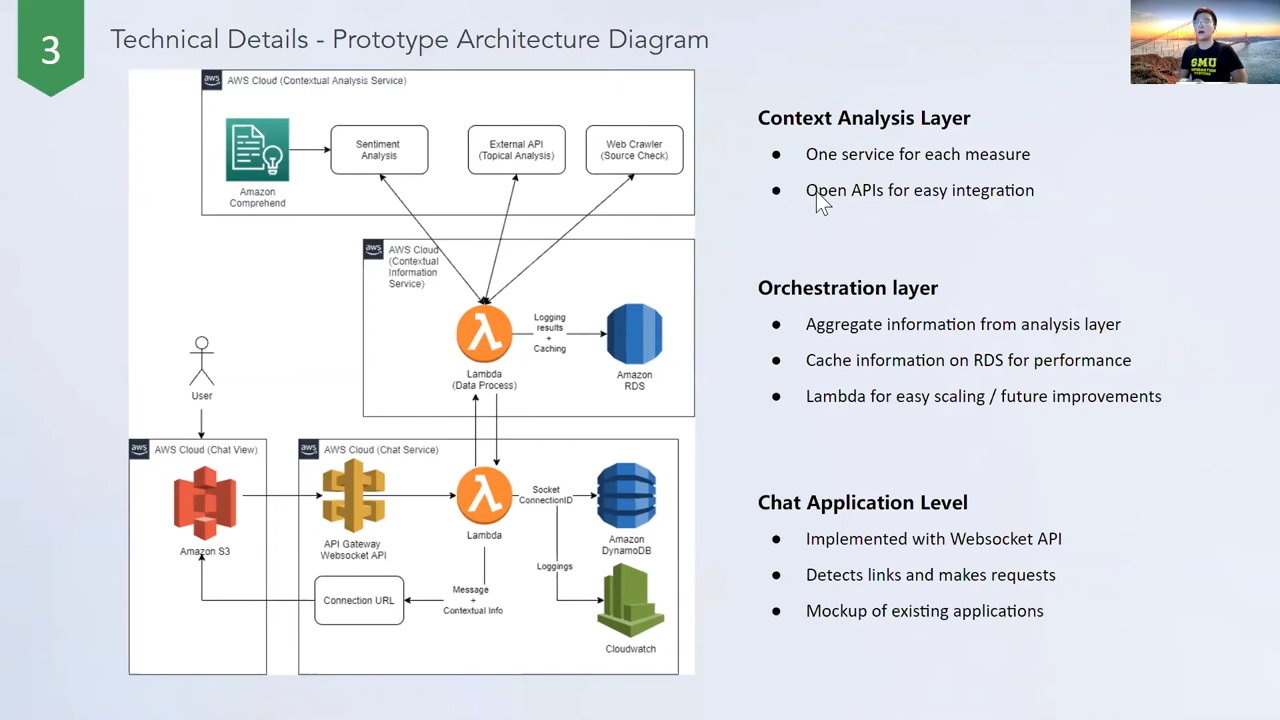 3
Technical Details - Prototype Architecture Diagram
SMU
aws
AWS Cloud (Contextual Analysis Service)
Amazon
Comprehend
Sentiment
Analysis
External API
(Topical Analysis)
Web Crawler
(Source Check)
aws
AWS Cloud
(Contextual
Information
Service)
Lambda
(Data Process)
Logging
results
+
Caching
Amazon
RDS
User
aws
AWS Cloud (Chat View)
Amazon S3
aws
AWS Cloud (Chat Service)
API Gateway
Websocket API
Lambda
Socket
ConnectionID
Amazon
DynamoDB
Loggings
Cloudwatch
Message
+
Contextual Info
Connection URL
Context Analysis Layer
● One service for each measure
● Open APIs for easy integration
Orchestration layer
● Aggregate information from analysis layer
● Cache information on RDS for performance
● Lambda for easy scaling / future improvements
Chat Application Level
● Implemented with Websocket API
● Detects links and makes requests
● Mockup of existing applications